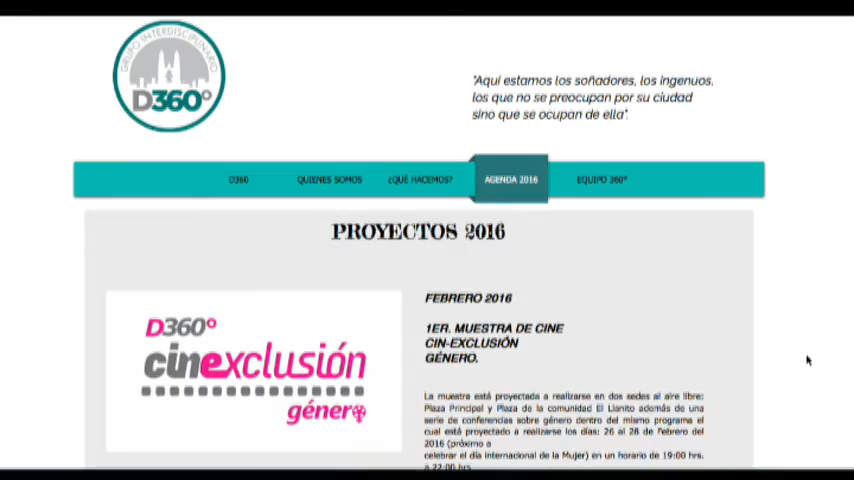 GRUPO INTERDISCIPLINARIO
D360°
"Aquí estamos los soñadores, los ingenuos,
los que no se preocupan por su ciudad
sino que se ocupan de ella".
D360 QUIENES SOMOS ¿QUÉ HACEMOS? AGENDA 2016 EQUIPO 360°
PROYECTOS 2016
D360°
cinexclusión
género
FEBRERO 2016
1ER. MUESTRA DE CINE
CIN-EXCLUSIÓN
GÉNERO.
La muestra está proyectada a realizarse en dos sedes al aire libre:
Plaza Principal y Plaza de la comunidad El Llanito además de una
serie de conferencias sobre género dentro del mismo programa el
cual está proyectado a realizarse los días: 26 al 28 de Febrero del
2016 (próximo a
celebrar el día internacional de la Mujer) en un horario de 19:00 hrs.
a 22:00 hrs